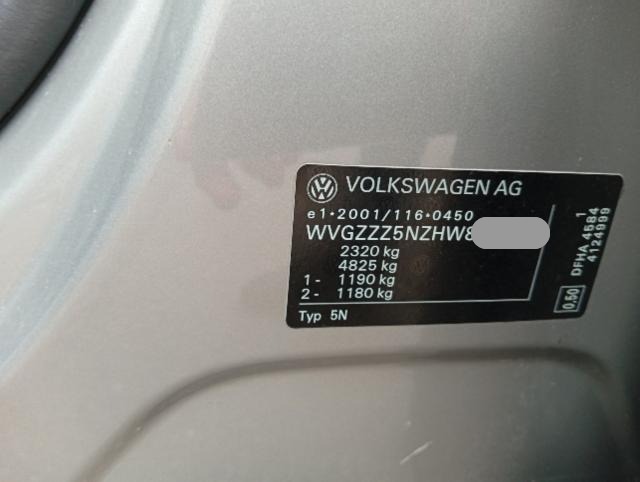 VOLKSWAGEN AG
e1*2001/116*0450
WVGZZZ5NZHW8
2320 kg
4825 kg
1- 1190 kg
2- 1180 kg
Typ 5N
DFHA 4584 1
4124999
0.50